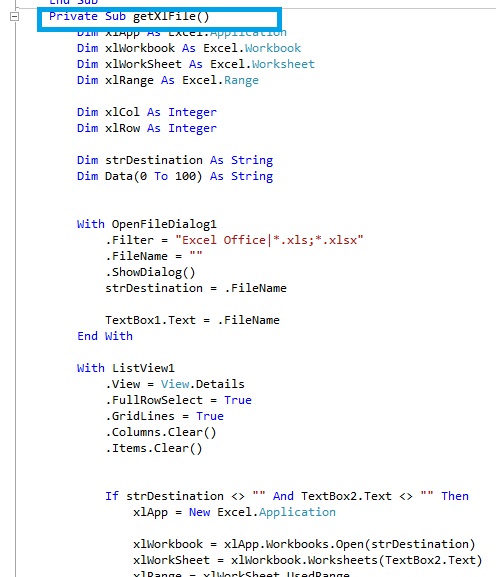 End Sub
Private Sub getXlFile()
Dim xlApp As Excel.Application
Dim xlWorkbook As Excel.Workbook
Dim xlWorkSheet As Excel.Worksheet
Dim xlRange As Excel.Range
Dim xlCol As Integer
Dim xlRow As Integer
Dim strDestination As String
Dim Data(0 To 100) As String
With OpenFileDialog1
.Filter = "Excel Office|*.xls;*.xlsx"
.FileName = ""
.ShowDialog()
strDestination = .FileName
TextBox1.Text = .FileName
End With
With ListView1
.View = View.Details
.FullRowSelect = True
.GridLines = True
.Columns.Clear()
.Items.Clear()
If strDestination <> "" And TextBox2.Text <> "" Then
xlApp = New Excel.Application
xlWorkbook = xlApp.Workbooks.Open(strDestination)
xlWorkSheet = xlWorkbook.Worksheets(TextBox2.Text)
xlRange = xlWorkSheet.UsedRange